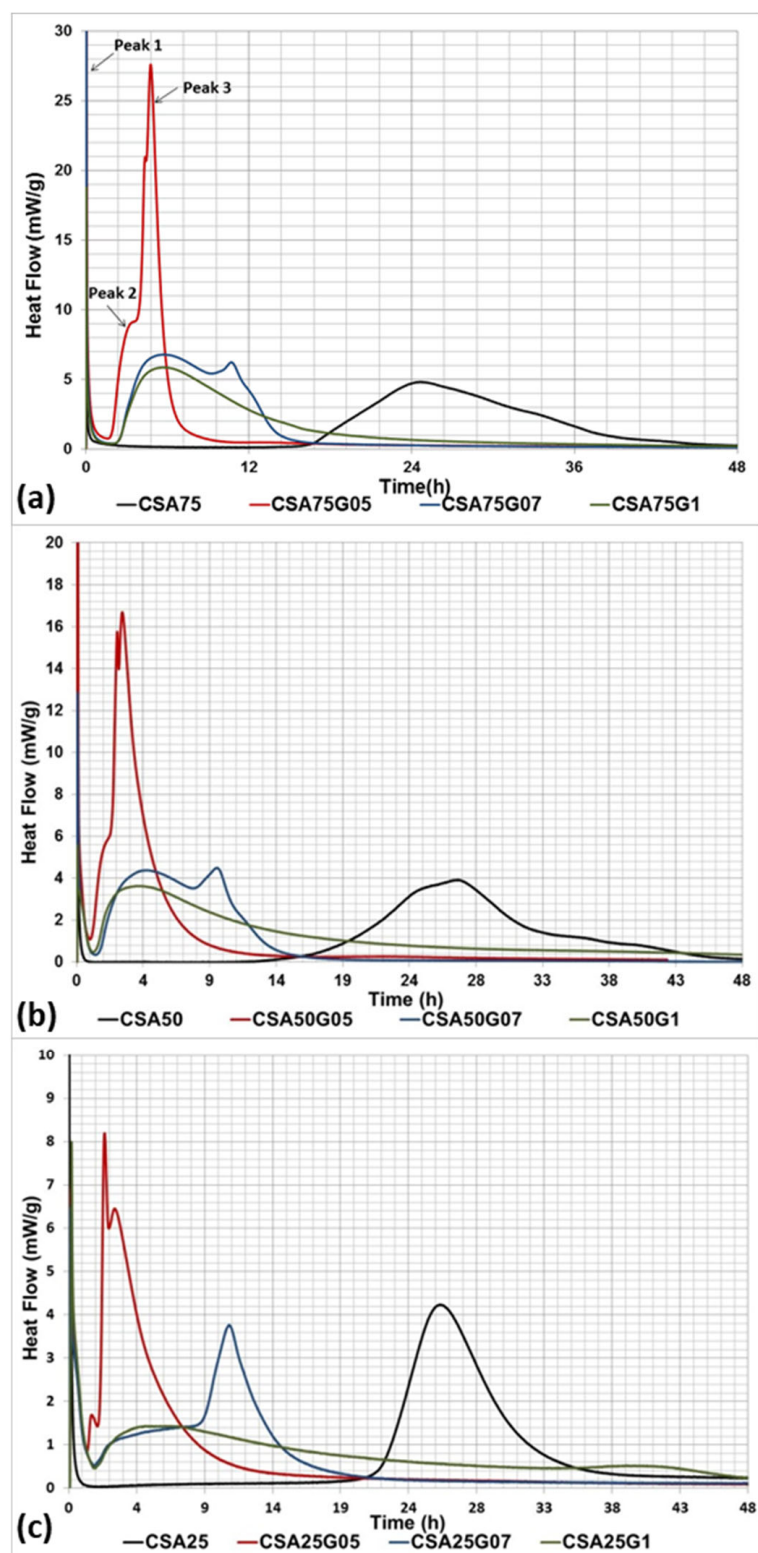 30
Peak 1
25
Peak 3
20
15
Peak 2
10
5
0
Heat Flow (mW/g)
0 12 24 36 48
Time(h)
(a)
CSA75 CSA75G05 CSA75G07 CSA75G1
20
18
16
14
12
10
8
6
4
2
0
Heat Flow (mW/g)
0 4 9 14 19 24 28 33 38 43 48
Time (h)
(b)
CSA50 CSA50G05 CSA50G07 CSA50G1
10
9
8
7
6
5
4
3
2
1
0
Heat Flow (mW/g)
0 4 9 14 19 24 28 33 38 43 48
Time (h)
(c)
CSA25 CSA25G05 CSA25G07 CSA25G1